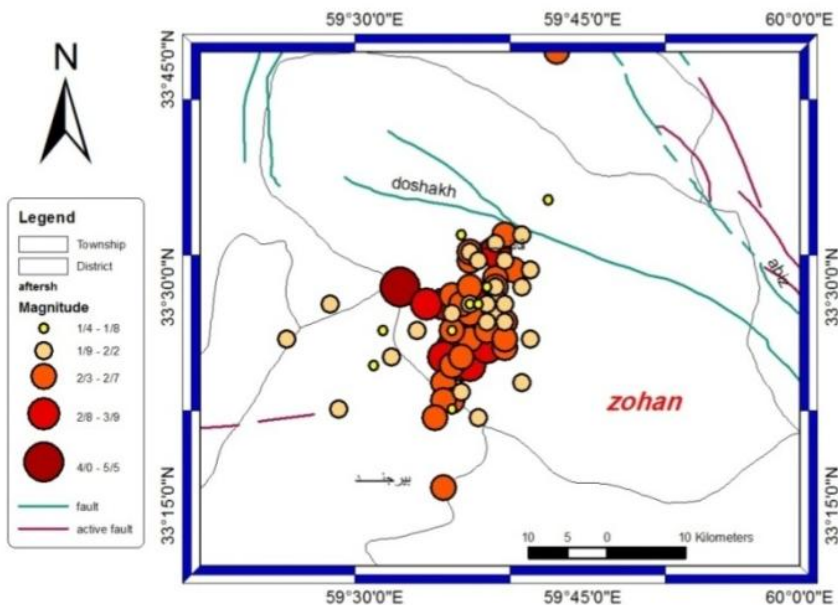 59°30'0"E
59°45'0"E
60°0'0"E
N
33°45'0"N
33°45'0"N
doshakh
abiz
Legend
Township
District
aftersh
Magnitude
1/4 - 1/8
1/9 - 2/2
2/3 - 2/7
2/8 - 3/9
4/0 - 5/5
fault
active fault
33°30'0"N
33°30'0"N
zohan
بیرجند
33°15'0"N
33°15'0"N
10 5 0 10 Kilometers
59°30'0"E
59°45'0"E
60°0'0"E